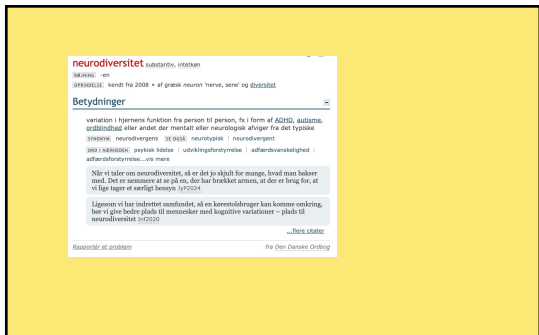 neurodiversitet substantiv, intetkøn
BØJNING -en
OPRINDELSE kendt fra 2008 • af græsk neuron 'nerve, sene' og diversitet
Betydninger
variation i hjernens funktion fra person til person, fx i form af ADHD, autisme,
ordblindhed eller andet der mentalt eller neurologisk afviger fra det typiske
SYNONYM neurodivergens SE OGSÅ neurotypisk | neurodivergent
ORD I NÆRHEDEN psykisk lidelse | udviklingsforstyrrelse | adfærdsvanskelighed |
adfærdsforstyrrelse...vis mere
Når vi taler om neurodiversitet, så er det jo skjult for mange, hvad man bakser
med. Det er nemmere at se på en, der har brækket armen, at der er brug for, at
vi lige tager et særligt hensyn JyP2024
Ligesom vi har indrettet samfundet, så en kørestolsbruger kan komme omkring,
bør vi give bedre plads til mennesker med kognitive variationer – plads til
neurodiversitet Inf2020
...flere citater
Rapportér et problem
fra Den Danske Ordbog